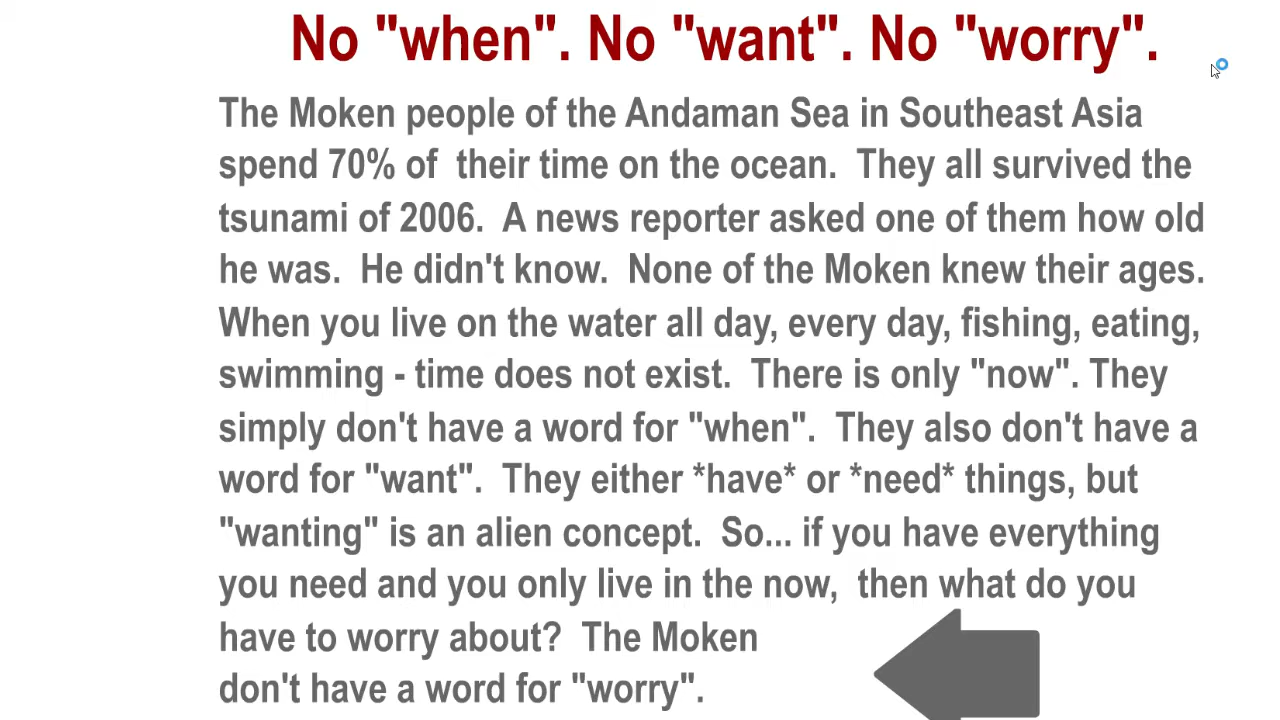 No "when". No "want". No "worry".
The Moken people of the Andaman Sea in Southeast Asia
spend 70% of  their time on the ocean.  They all survived the
tsunami of 2006.  A news reporter asked one of them how old
he was.  He didn't know.  None of the Moken knew their ages.
When you live on the water all day, every day, fishing, eating,
swimming - time does not exist.  There is only "now". They
simply don't have a word for "when".  They also don't have a
word for "want".  They either *have* or *need* things, but
"wanting" is an alien concept.  So... if you have everything
you need and you only live in the now,  then what do you
have to worry about?  The Moken
don't have a word for "worry".